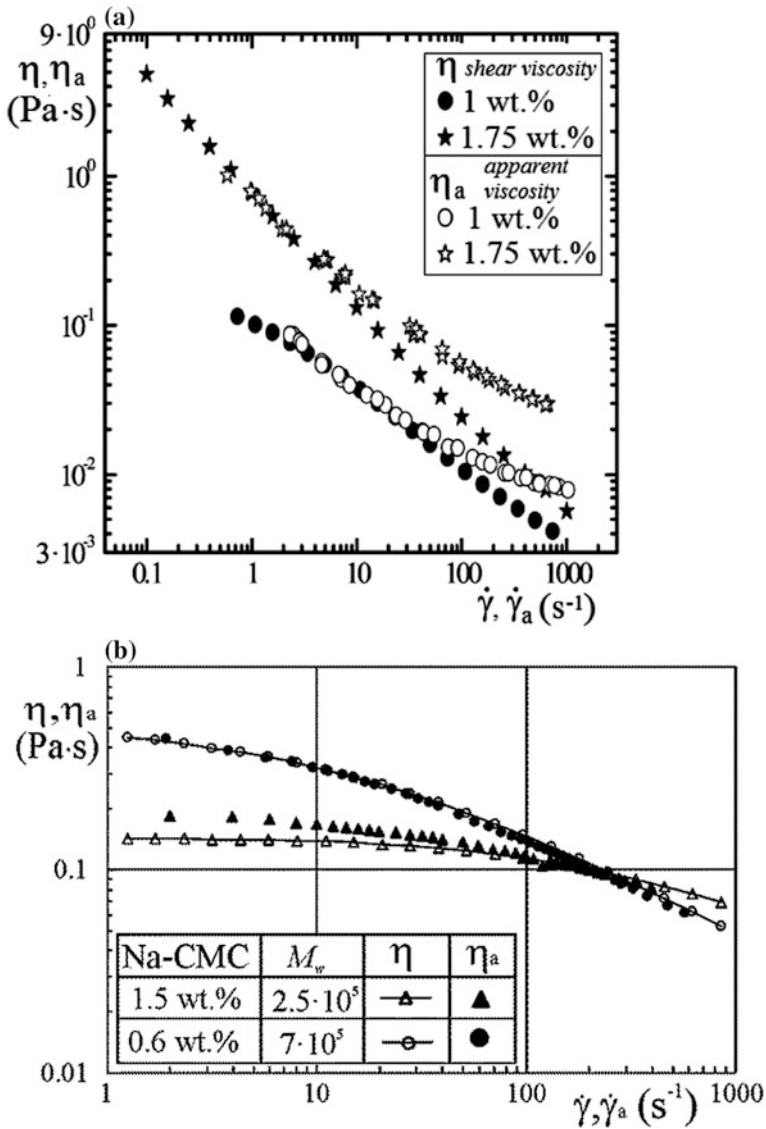 (a)
9·10⁰
η,ηₐ
(Pa·s)
10⁰
10⁻¹
10⁻²
3·10⁻³
η shear viscosity
1 wt.%
1.75 wt.%
ηₐ apparent viscosity
1 wt.%
1.75 wt.%
0.1 1 10 100 1000
γ̇, γ̇ₐ (s⁻¹)
(b)
1
η,ηₐ
(Pa·s)
0.1
0.01
Na-CMC M_w η ηₐ
1.5 wt.% 2.5·10⁵
0.6 wt.% 7·10⁵
1 10 100 1000
γ̇,γ̇ₐ (s⁻¹)